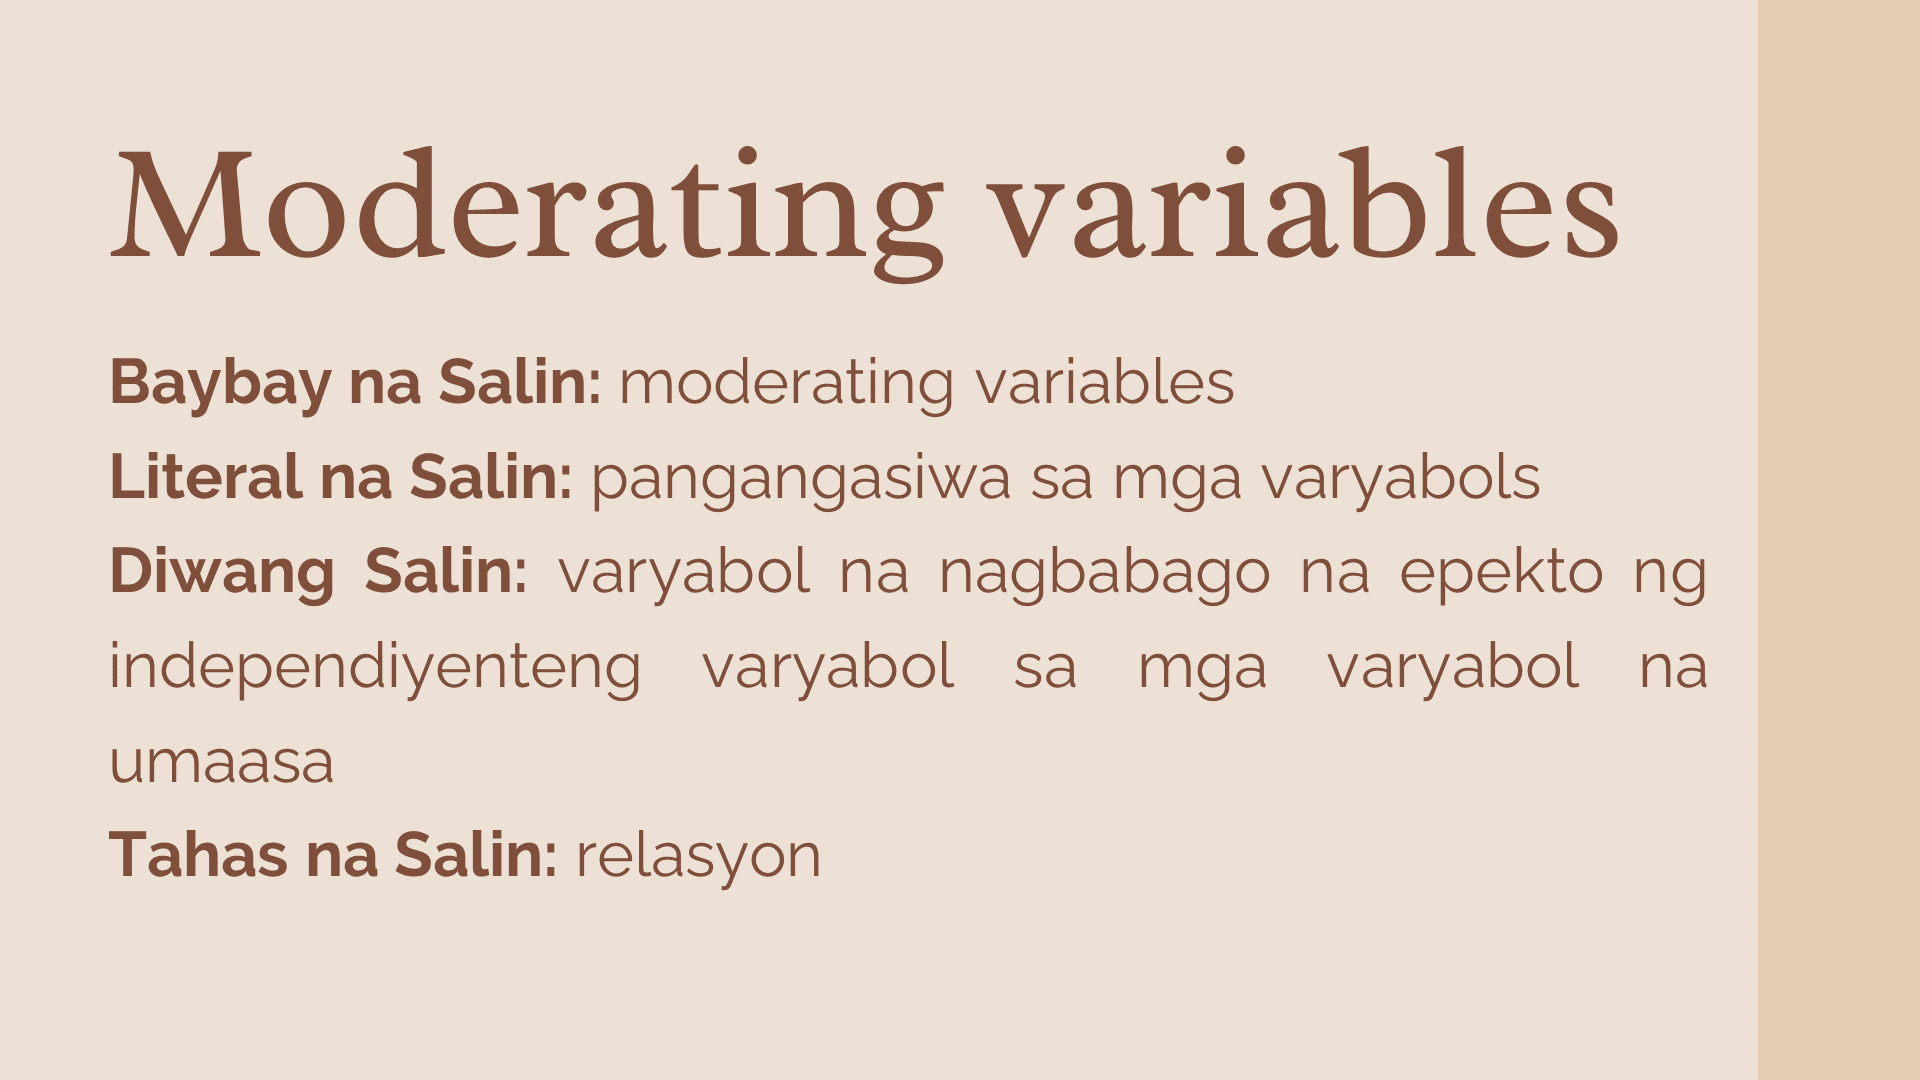 Moderating variables
Baybay na Salin: moderating variables
Literal na Salin: pangangasiwa sa mga varyabols
Diwang Salin: varyabol na nagbabago na epekto ng
independiyenteng varyabol sa mga varyabol na
umaasa
Tahas na Salin: relasyon